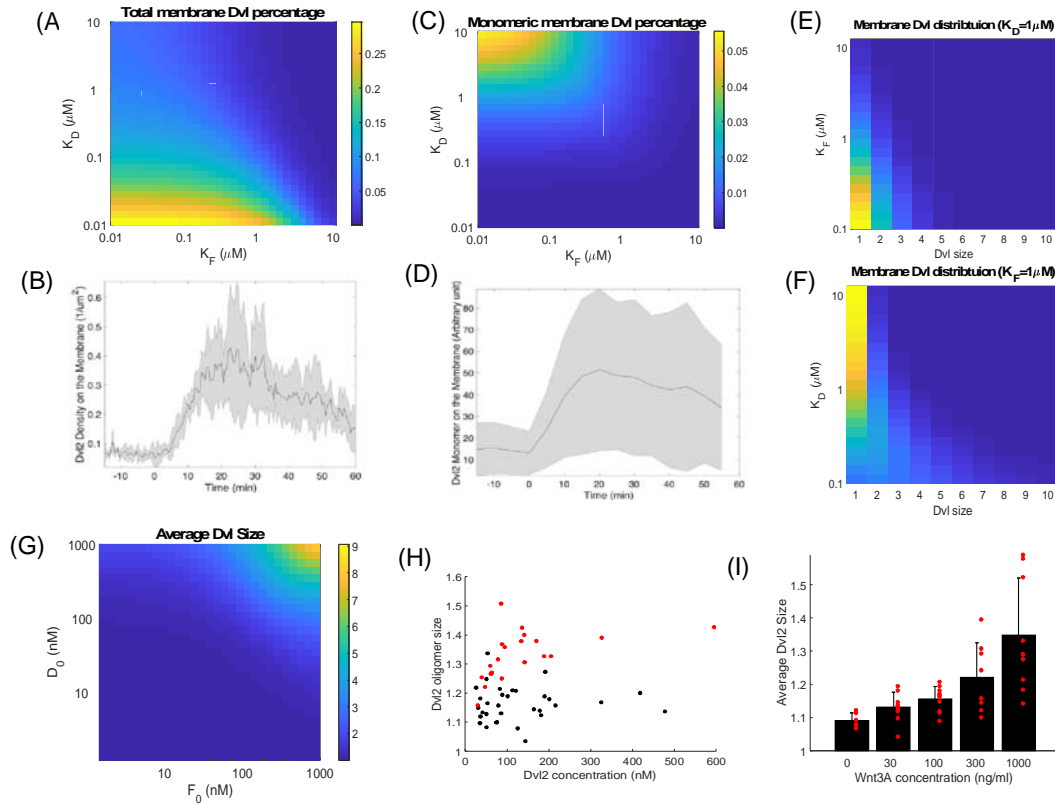 (A)
Total membrane Dvl percentage
10
1
0.1
0.01
K_D (μM)
0.01
0.1
1
10
K_F (μM)
0.25
0.2
0.15
0.1
0.05
(C)
Monomeric membrane Dvl percentage
10
1
0.1
0.01
K_D (μM)
0.01
0.1
1
10
K_F (μM)
0.05
0.04
0.03
0.02
0.01
(E)
Membrane Dvl distribtuion (K_D=1μM)
10
1
0.1
K_F (μM)
1 2 3 4 5 6 7 8 9 10
Dvl size
(B)
Dvl2 Density on the Membrane (1/um²)
0.6
0.5
0.4
0.3
0.2
0.1
-10 0 10 20 30 40 50 60
Time (min)
(D)
Dvl2 Monomer on the Membrane (Arbitrary unit)
80
70
60
50
40
30
20
10
-10 0 10 20 30 40 50 60
Time (min)
(F)
Membrane Dvl distribtuion (K_F=1μM)
10
1
0.1
K_D (μM)
1 2 3 4 5 6 7 8 9 10
Dvl size
(G)
Average Dvl Size
1000
100
10
D_0 (nM)
10
100
1000
F_0 (nM)
9
8
7
6
5
4
3
2
(H)
Dvl2 oligomer size
1.6
1.5
1.4
1.3
1.2
1.1
1
0 100 200 300 400 500 600
Dvl2 concentration (nM)
(I)
Average Dvl2 Size
1.5
1.4
1.3
1.2
1.1
1
0 30 100 300 1000
Wnt3A concentration (ng/ml)